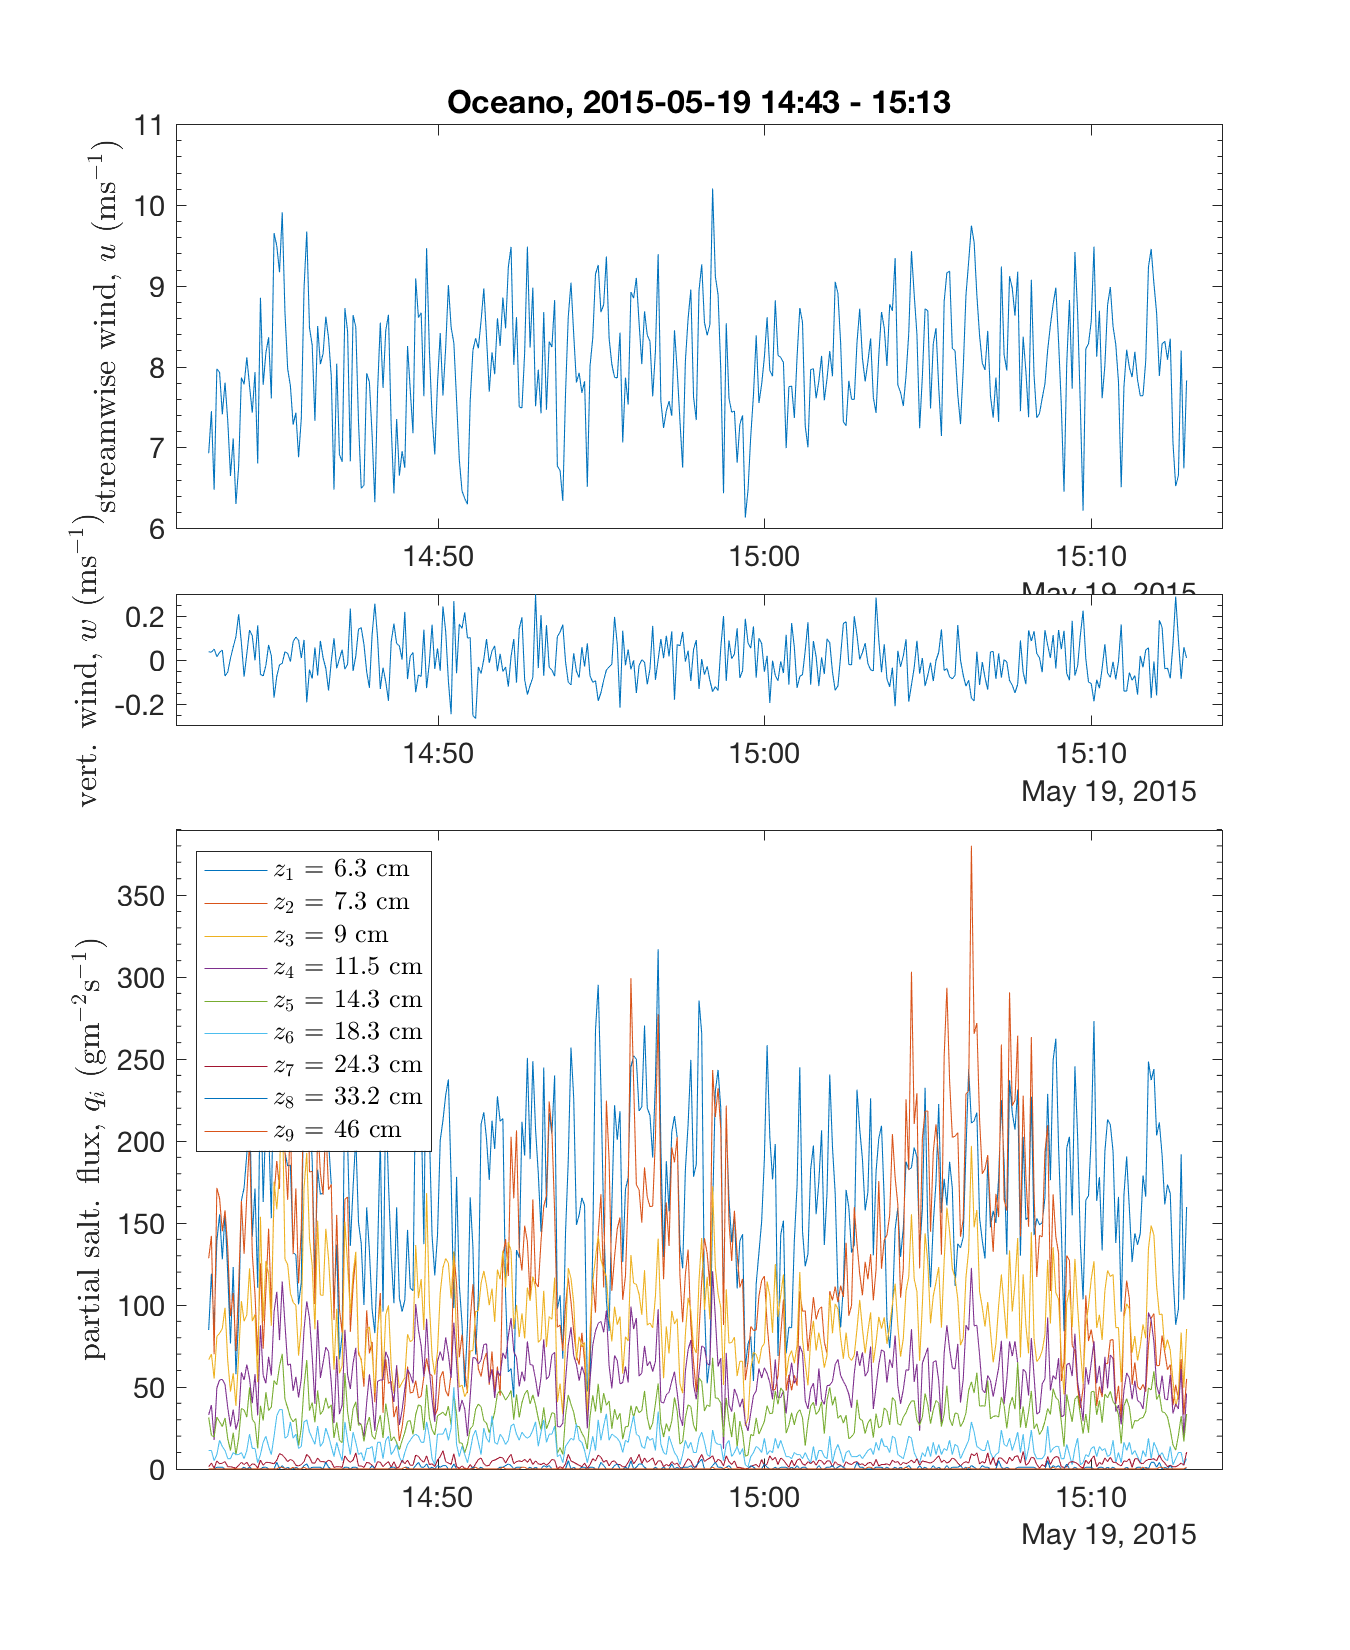 Oceano, 2015-05-19 14:43 - 15:13
streamwise wind, u (ms⁻¹)
11
10
9
8
7
6
14:50 15:00 15:10
May 19, 2015
vert. wind, w (ms⁻¹)
0.2
0
-0.2
14:50 15:00 15:10
May 19, 2015
partial salt. flux, qᵢ (gm⁻²s⁻¹)
350
300
250
200
150
100
50
0
z₁ = 6.3 cm
z₂ = 7.3 cm
z₃ = 9 cm
z₄ = 11.5 cm
z₅ = 14.3 cm
z₆ = 18.3 cm
z₇ = 24.3 cm
z₈ = 33.2 cm
z₉ = 46 cm
14:50 15:00 15:10
May 19, 2015